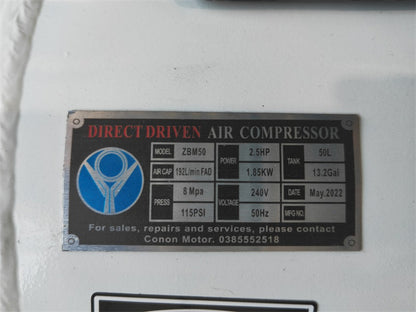 DIRECT DRIVEN AIR COMPRESSOR
MODEL ZBM50 POWER 2.5HP TANK 50L
AIR CAP 192L/min FAD 1.85KW 13.2Gal
PRESS 8 Mpa VOLTAGE 240V DATE May.2022
115PSI 50Hz MFG NO.
For sales, repairs and services, please contact
Conon Motor. 0385552518